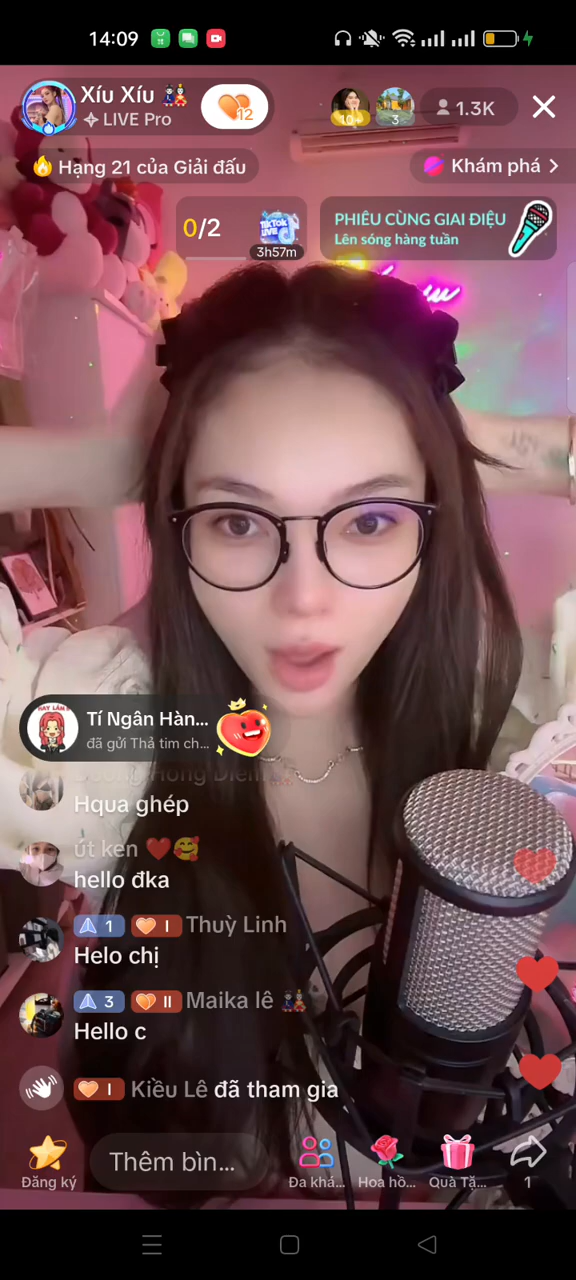 14:09
Xíu Xíu
LIVE Pro
12
10+
3
1.3K
Hạng 21 của Giải đấu
Khám phá
0/2
TikTok LIVE
3h57m
PHIÊU CÙNG GIAI ĐIỆU
Lên sóng hàng tuần
HAY LẮM
Tí Ngân Hàn...
đã gửi Thả tim ch...
Hqua ghép
út ken ❤️🥰
hello đka
1 I Thuỳ Linh
Helo chị
3 II Maika lê
Hello c
I Kiều Lê đã tham gia
Đăng ký
Thêm bìn...
Đa khá...
Hoa hồ...
Quà Tặ...
1